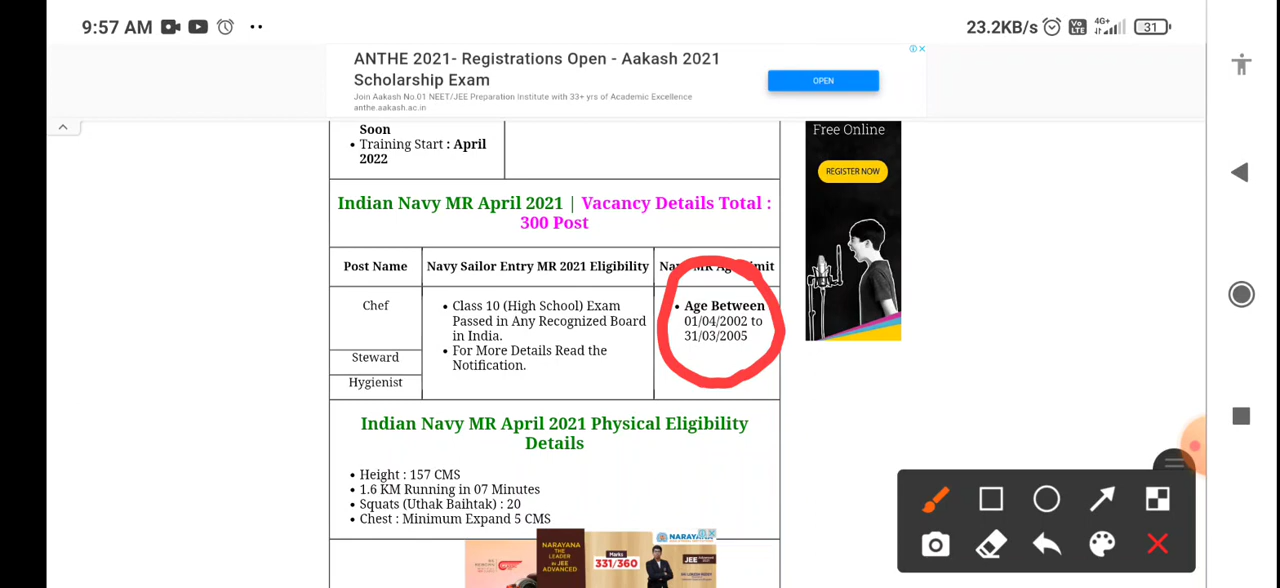 9:57 AM
23.2KB/s
Vo
LTE
4G+
31
ANTHE 2021- Registrations Open - Aakash 2021
Scholarship Exam
Join Aakash No.01 NEET/JEE Preparation Institute with 33+ yrs of Academic Excellence
anthe.aakash.ac.in
OPEN
Soon
• Training Start : April
2022
Free Online
REGISTER NOW
Indian Navy MR April 2021 | Vacancy Details Total :
300 Post
Post Name
Navy Sailor Entry MR 2021 Eligibility
Chef
Steward
Hygienist
• Class 10 (High School) Exam
Passed in Any Recognized Board
in India.
• For More Details Read the
Notification.
• Age Between
01/04/2002 to
31/03/2005
Indian Navy MR April 2021 Physical Eligibility
Details
• Height : 157 CMS
• 1.6 KM Running in 07 Minutes
• Squats (Uthak Baihtak) : 20
• Chest : Minimum Expand 5 CMS
NARAYANA
THE
LEADER
in JEE
ADVANCED
Marks
331/360
JEE